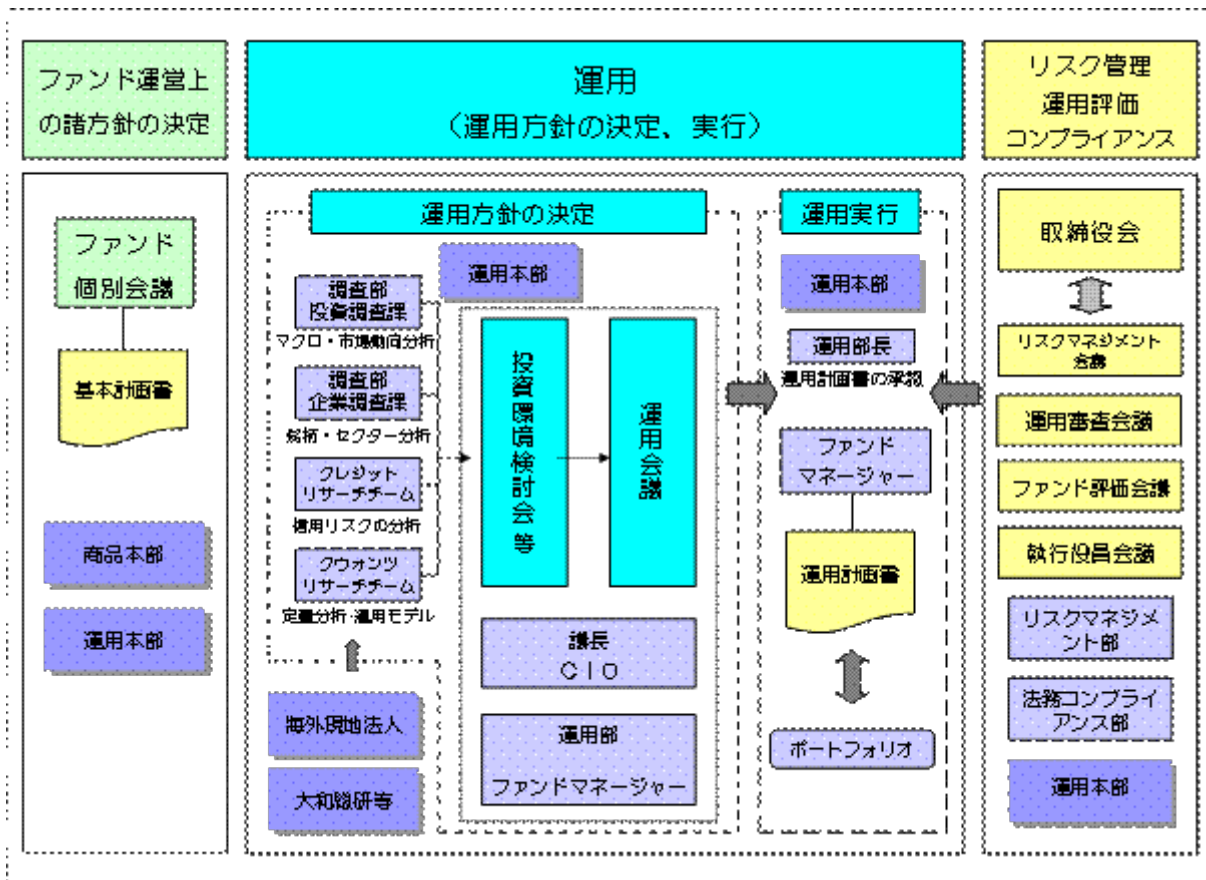 ファンド運営上
の諸方針の決定
運用
（運用方針の決定、実行）
リスク管理
運用評価
コンプライアンス
ファンド
個別会議
基本計画書
商品本部
運用本部
運用方針の決定
運用本部
調査部
投資調査課
マクロ・市場動向分析
調査部
企業調査課
銘柄・セクター分析
クレジット
リサーチチーム
信用リスクの分析
クウォンツ
リサーチチーム
定量分析・運用モデル
海外現地法人
大和総研等
投資環境検討会等
運用会議
議長
ＣＩＯ
運用部
ファンドマネージャー
運用実行
運用本部
運用部長
運用計画書の承認
ファンド
マネージャー
運用計画書
ポートフォリオ
取締役会
リスクマネジメント
会議
運用審査会議
ファンド評価会議
執行役員会議
リスクマネジメ
ント部
法務コンプライ
アンス部
運用本部